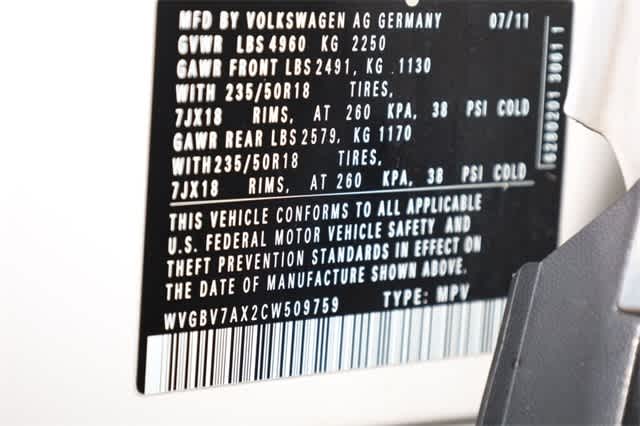 MFD BY VOLKSWAGEN AG GERMANY 07/11
GVWR LBS 4960 KG 2250
GAWR FRONT LBS 2491, KG 1130
WITH 235/50R18 TIRES,
7JX18 RIMS, AT 260 KPA, 38 PSI COLD
GAWR REAR LBS 2579, KG 1170
WITH 235/50R18 TIRES,
7JX18 RIMS, AT 260 KPA, 38 PSI COLD
THIS VEHICLE CONFORMS TO ALL APPLICABLE
U.S. FEDERAL MOTOR VEHICLE SAFETY AND
THEFT PREVENTION STANDARDS IN EFFECT ON
THE DATE OF MANUFACTURE SHOWN ABOVE.
WVGBV7AX2CW509759 TYPE: MPV